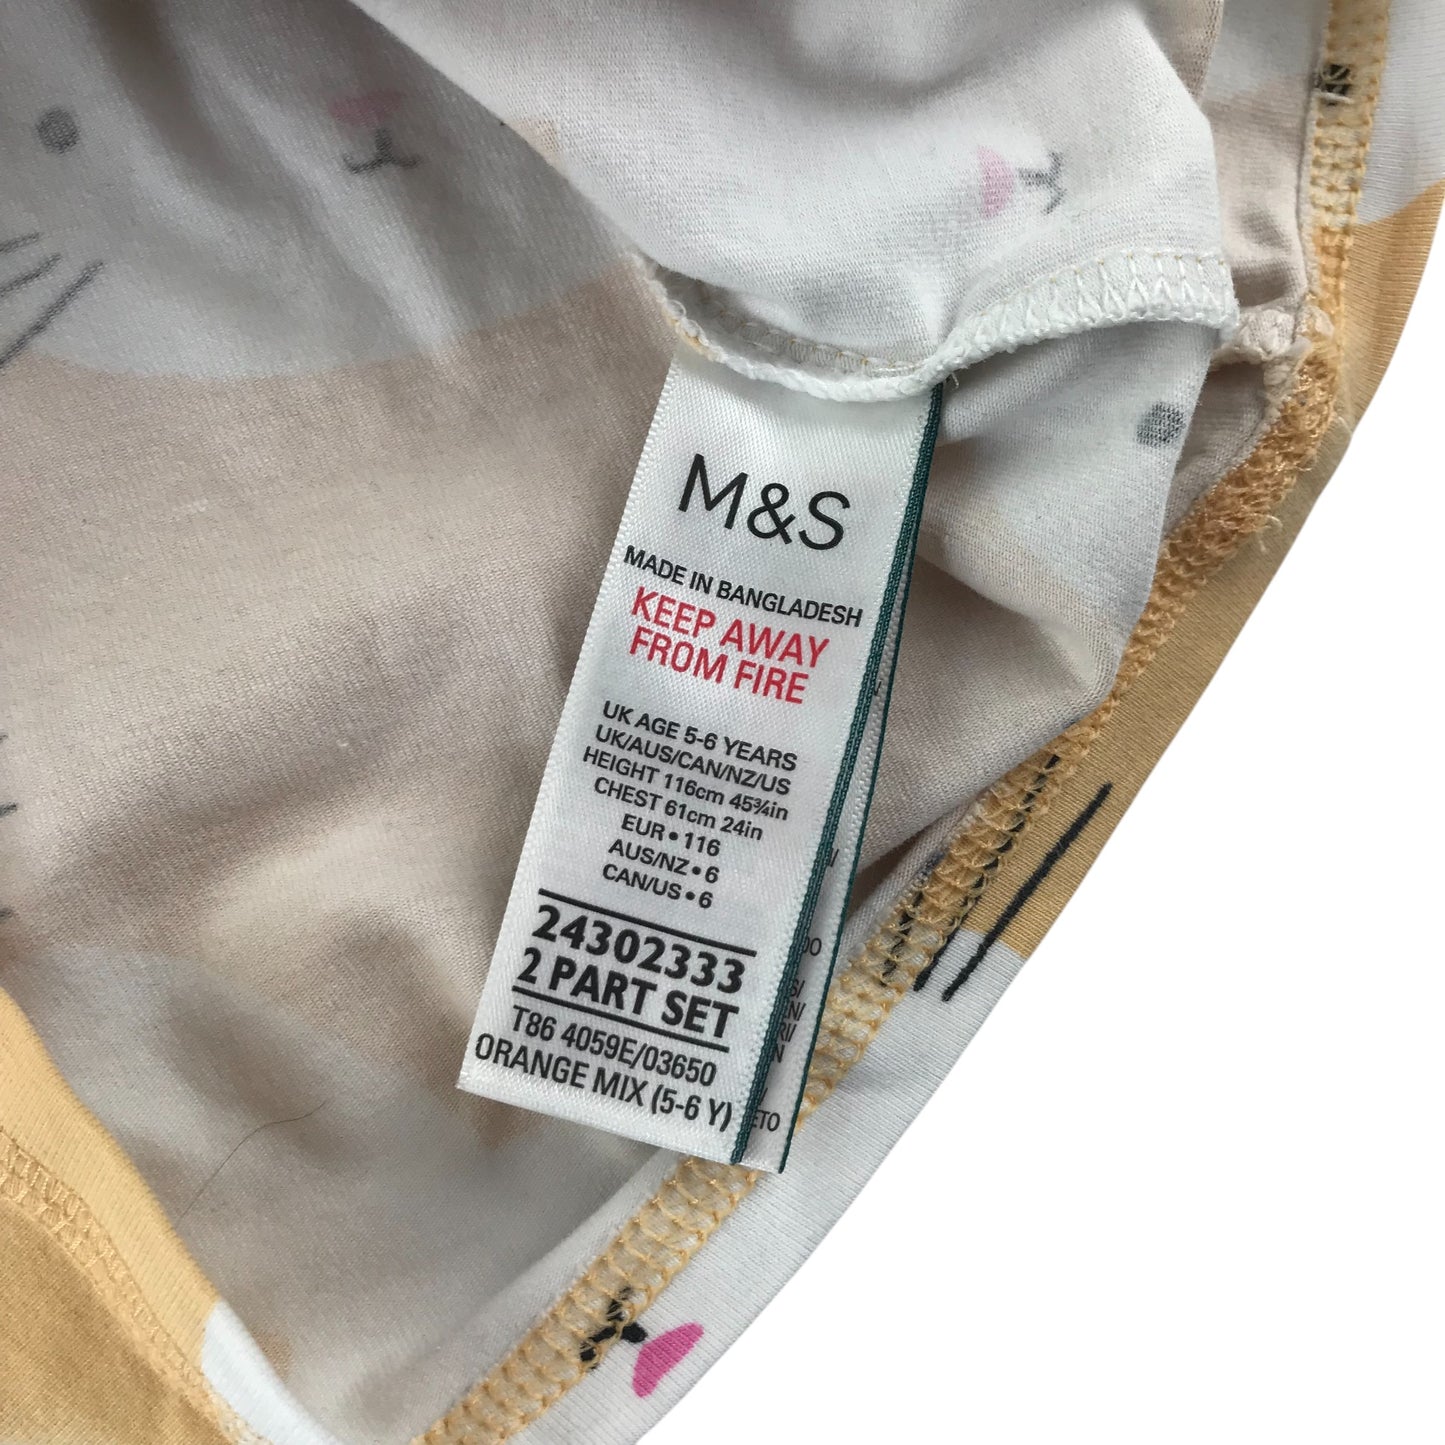 M&S
MADE IN BANGLADESH
KEEP AWAY
FROM FIRE
UK AGE 5-6 YEARS
UK/AUS/CAN/NZ/US
HEIGHT 116cm 45¾in
CHEST 61cm 24in
EUR•116
AUS/NZ•6
CAN/US•6
24302333
2 PART SET
T86 4059E/03650
ORANGE MIX (5-6 Y)